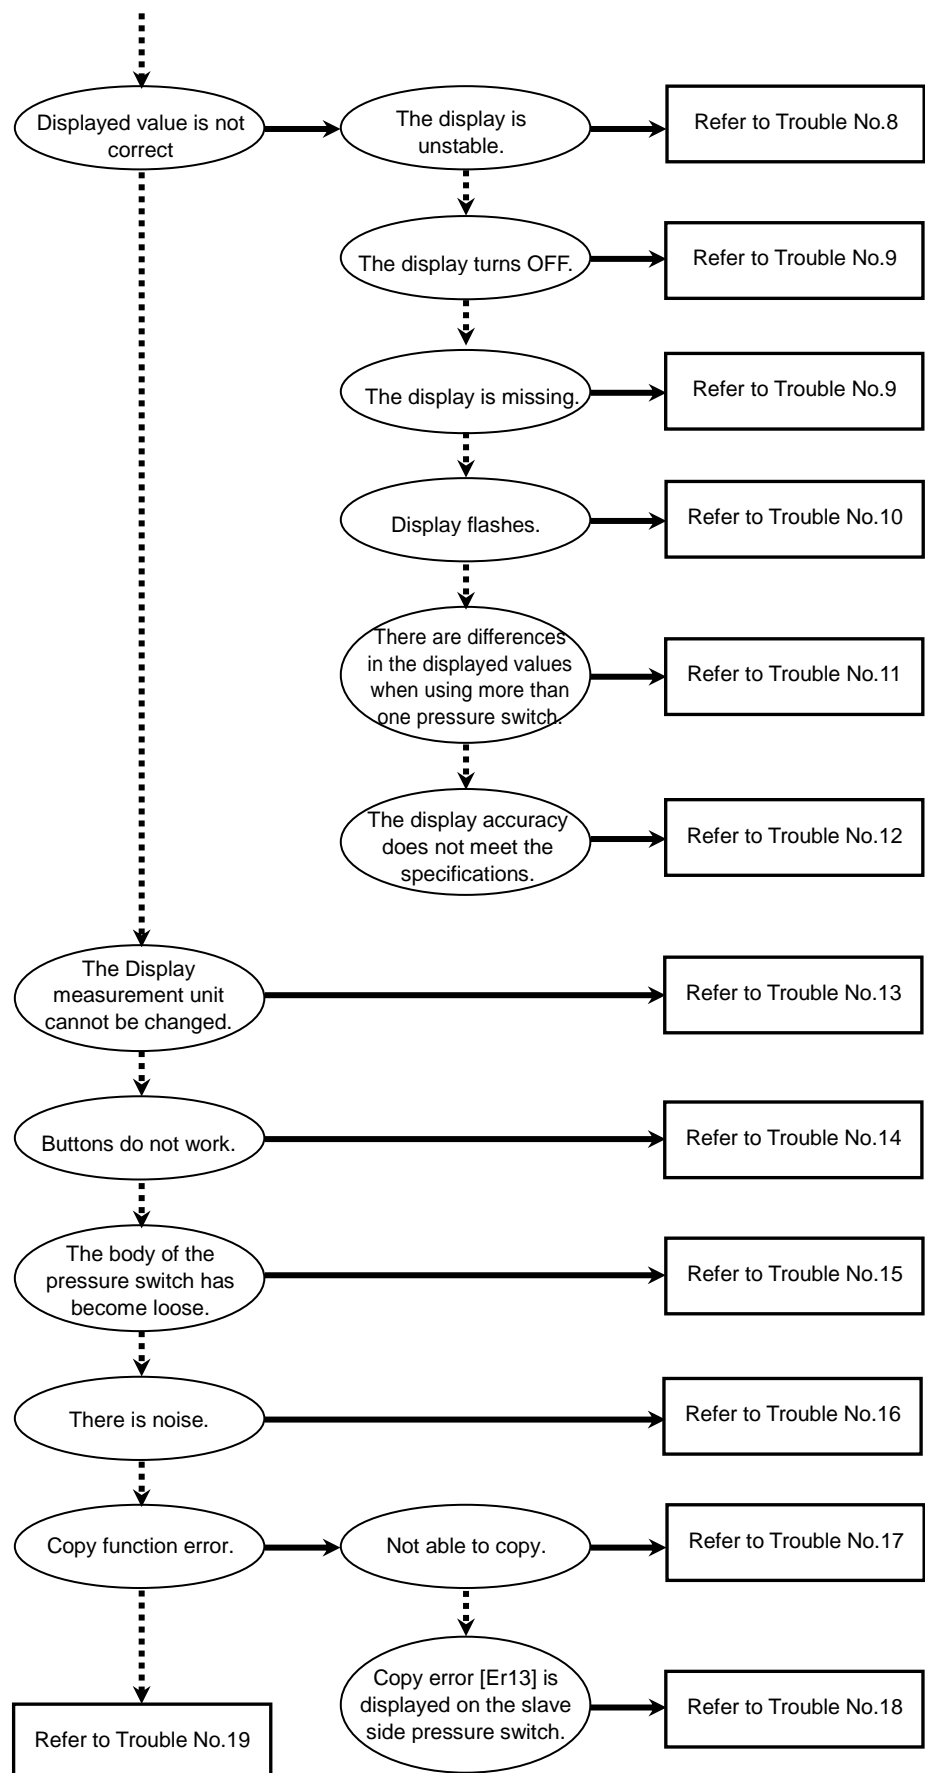 Displayed value is not
correct
The display is
unstable.
Refer to Trouble No.8
The display turns OFF.
Refer to Trouble No.9
The display is missing.
Refer to Trouble No.9
Display flashes.
Refer to Trouble No.10
There are differences
in the displayed values
when using more than
one pressure switch.
Refer to Trouble No.11
The display accuracy
does not meet the
specifications.
Refer to Trouble No.12
The Display
measurement unit
cannot be changed.
Refer to Trouble No.13
Buttons do not work.
Refer to Trouble No.14
The body of the
pressure switch has
become loose.
Refer to Trouble No.15
There is noise.
Refer to Trouble No.16
Copy function error.
Not able to copy.
Refer to Trouble No.17
Copy error [Er13] is
displayed on the slave
side pressure switch.
Refer to Trouble No.18
Refer to Trouble No.19